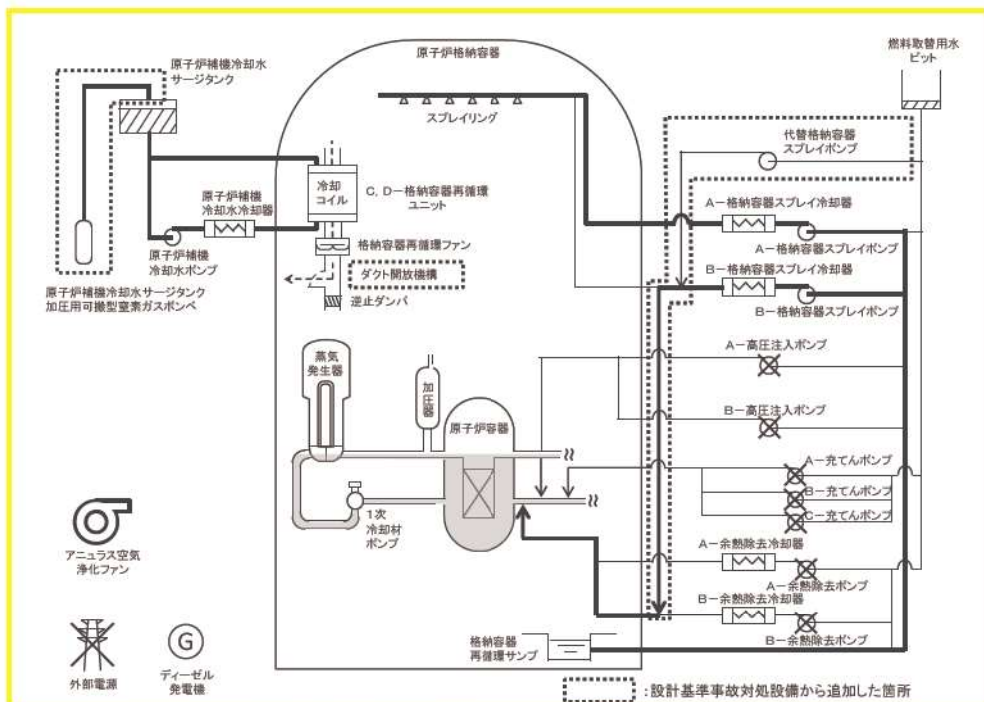 原子炉格納容器
燃料取替用水
ピット
原子炉補機冷却水
サージタンク
スプレイリング
代替格納容器
スプレイポンプ
冷却
コイル
C, D－格納容器再循環
ユニット
原子炉補機
冷却水冷却器
A－格納容器スプレイ冷却器
原子炉補機
冷却水ポンプ
格納容器再循環ファン
A－格納容器スプレイポンプ
B－格納容器スプレイ冷却器
ダクト開放機構
原子炉補機冷却水サージタンク
加圧用可搬型窒素ガスボンベ
逆止ダンパ
B－格納容器スプレイポンプ
A－高圧注入ポンプ
蒸気
発生器
加圧器
B－高圧注入ポンプ
原子炉容器
A－充てんポンプ
B－充てんポンプ
C－充てんポンプ
1次
冷却材
ポンプ
アニュラス空気
浄化ファン
A－余熱除去冷却器
A－余熱除去ポンプ
B－余熱除去冷却器
B－余熱除去ポンプ
格納容器
再循環サンプ
G
外部電源
ディーゼル
発電機
：設計基準事故対処設備から追加した箇所